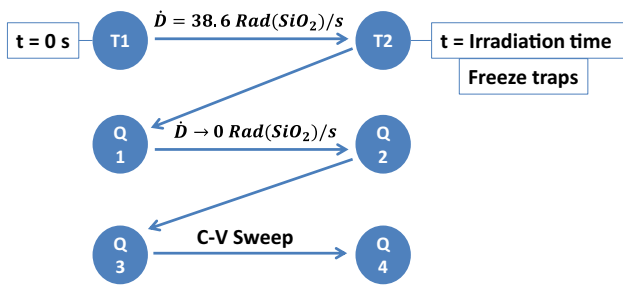 t = 0 s
T1
Ḋ = 38.6 Rad(SiO₂)/s
T2
t = Irradiation time
Freeze traps
Q
1
Ḋ → 0 Rad(SiO₂)/s
Q
2
Q
3
C-V Sweep
Q
4